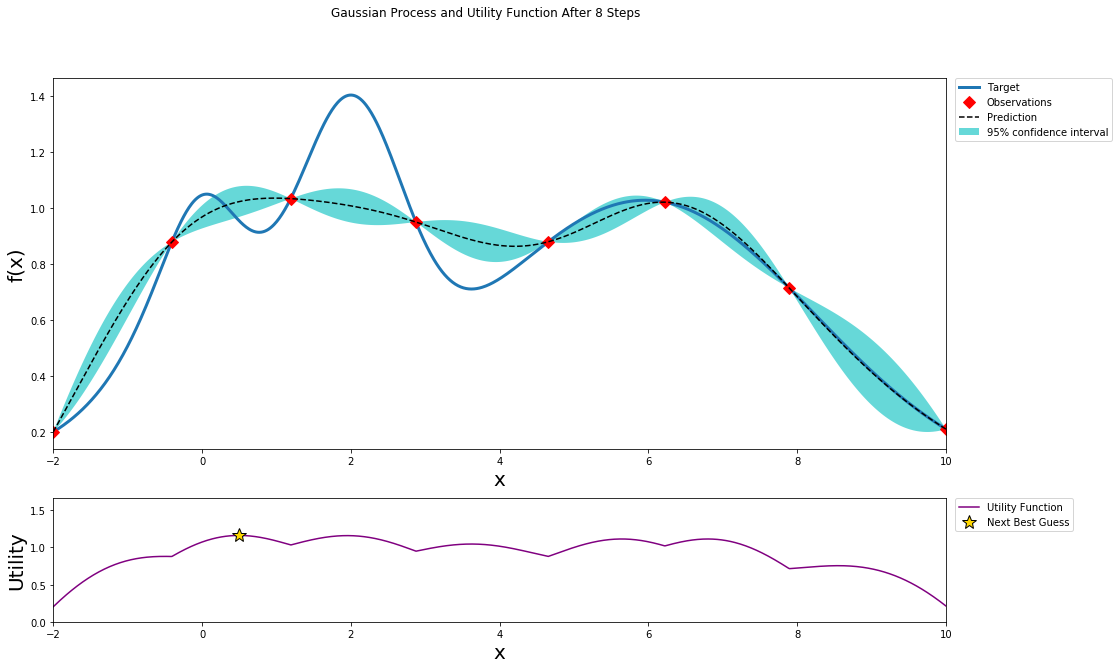 Gaussian Process and Utility Function After 8 Steps
f(x)
1.4
1.2
1.0
0.8
0.6
0.4
0.2
−2 0 2 4 6 8 10
x
Target
Observations
Prediction
95% confidence interval
Utility
1.5
1.0
0.5
0.0
−2 0 2 4 6 8 10
x
Utility Function
Next Best Guess